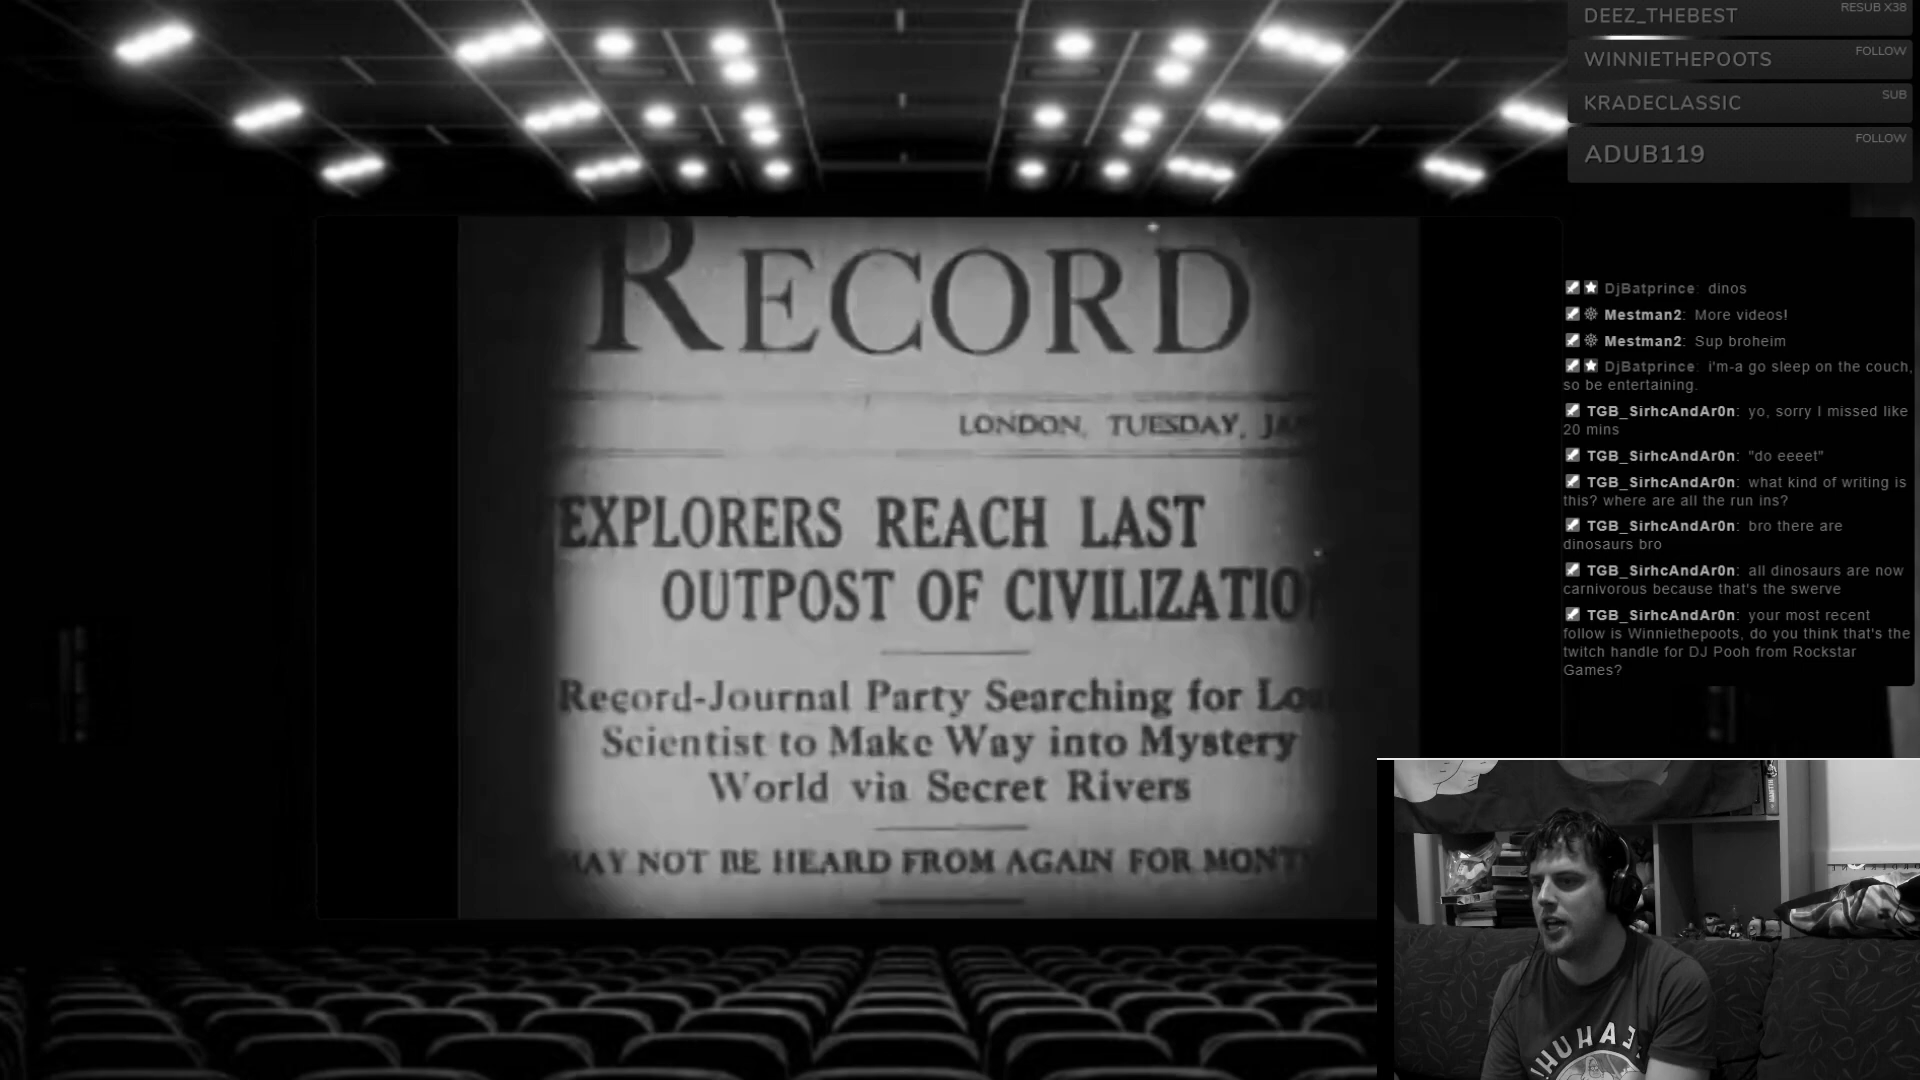 DEEZ_THEBEST RESUB X38
WINNIETHEPOOTS FOLLOW
KRADECLASSIC SUB
ADUB119 FOLLOW
RECORD
LONDON, TUESDAY,
EXPLORERS REACH LAST
OUTPOST OF CIVILIZATIO
Record-Journal Party Searching for
Scientist to Make Way into Mystery
World via Secret Rivers
MAY NOT BE HEARD FROM AGAIN FOR MONT
DjBatprince: dinos
Mestman2: More videos!
Mestman2: Sup broheim
DjBatprince: i'm-a go sleep on the couch,
so be entertaining.
TGB_SirhcAndAr0n: yo, sorry I missed like
20 mins
TGB_SirhcAndAr0n: "do eeeet"
TGB_SirhcAndAr0n: what kind of writing is
this? where are all the run ins?
TGB_SirhcAndAr0n: bro there are
dinosaurs bro
TGB_SirhcAndAr0n: all dinosaurs are now
carnivorous because that's the swerve
TGB_SirhcAndAr0n: your most recent
follow is Winniethepoots, do you think that's the
twitch handle for DJ Pooh from Rockstar
Games?